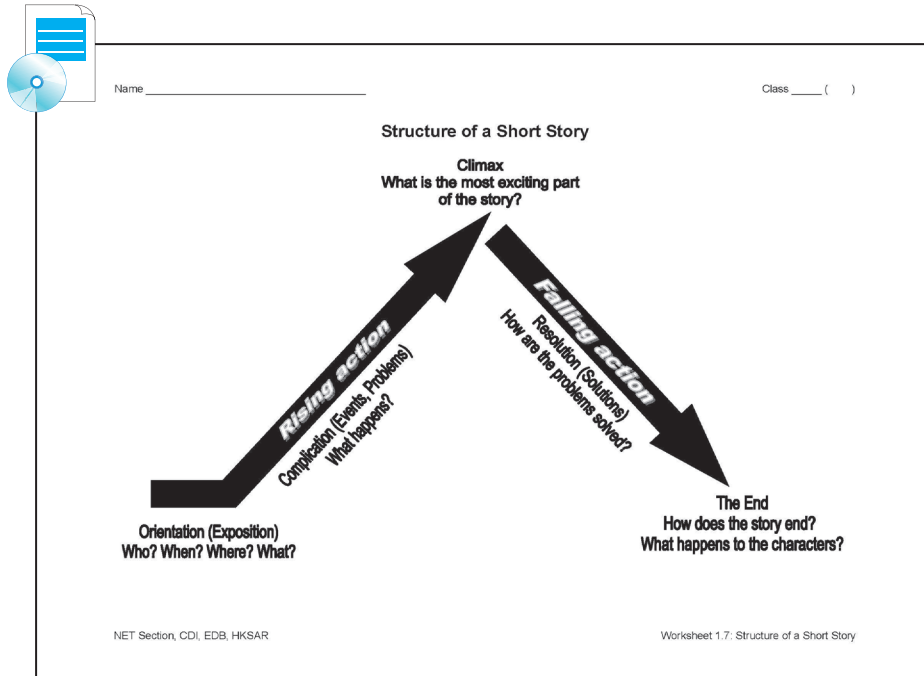 Name
Class ( )
Structure of a Short Story
Climax
What is the most exciting part
of the story?
Rising action
Complication (Events, Problems)
What happens?
Falling action
Resolution (Solutions)
How are the problems solved?
Orientation (Exposition)
Who? When? Where? What?
The End
How does the story end?
What happens to the characters?
NET Section, CDI, EDB, HKSAR
Worksheet 1.7: Structure of a Short Story